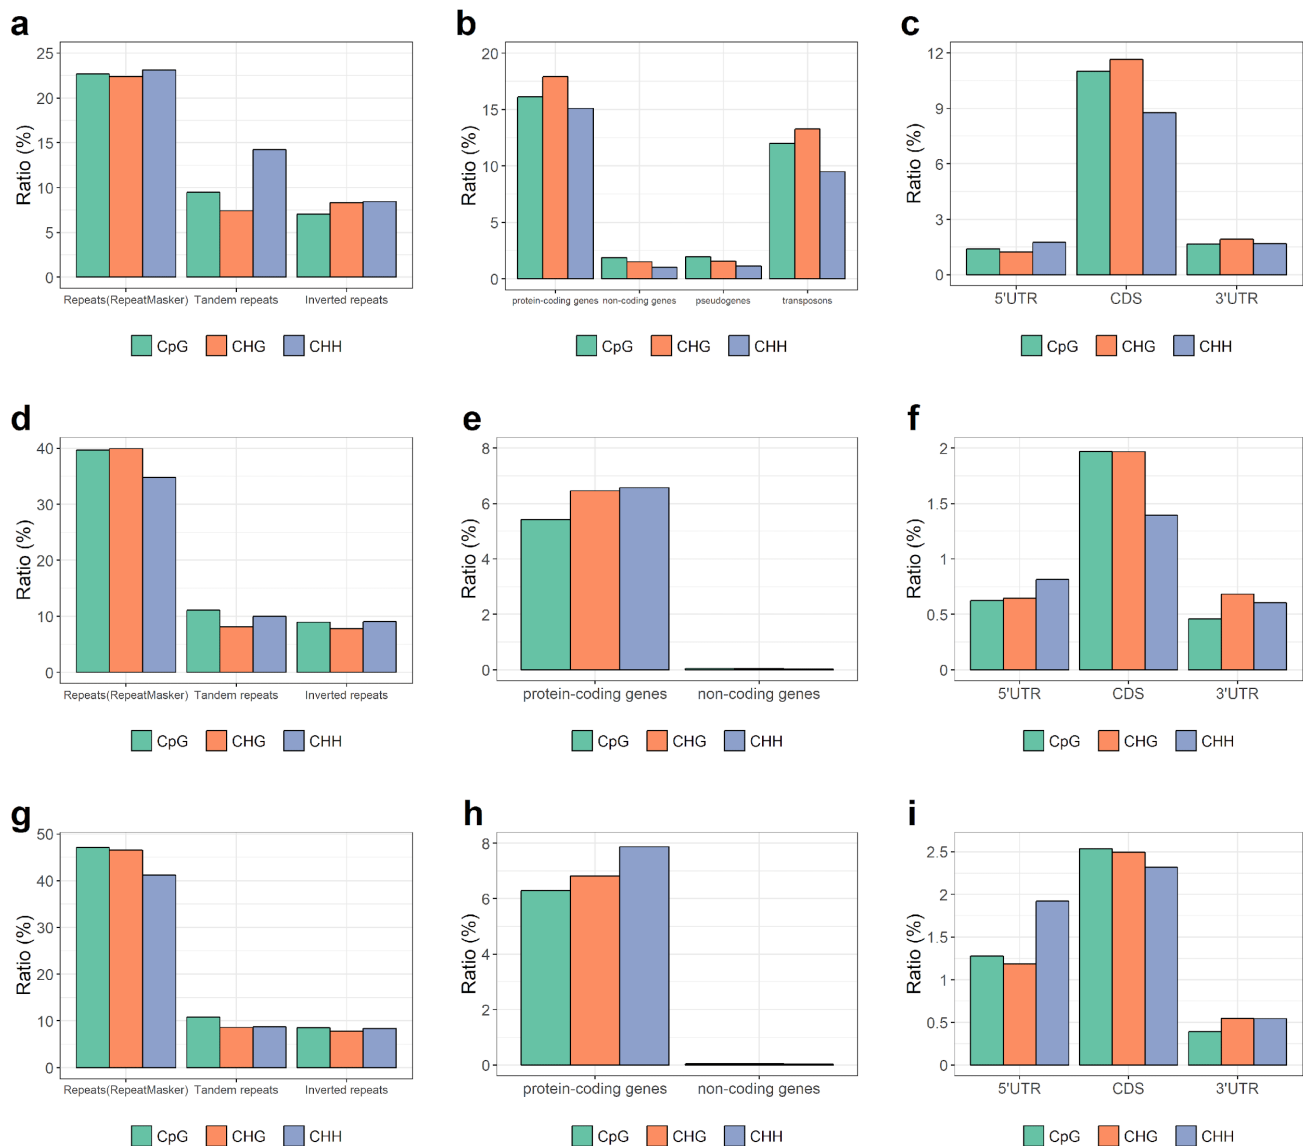 a
25
20
15
10
5
0
Ratio (%)
Repeats(RepeatMasker) Tandem repeats Inverted repeats
CpG CHG CHH
b
20
15
10
5
0
Ratio (%)
protein-coding genes non-coding genes pseudogenes transposons
CpG CHG CHH
c
12
9
6
3
0
Ratio (%)
5'UTR CDS 3'UTR
CpG CHG CHH
d
40
30
20
10
0
Ratio (%)
Repeats(RepeatMasker) Tandem repeats Inverted repeats
CpG CHG CHH
e
8
6
4
2
0
Ratio (%)
protein-coding genes non-coding genes
CpG CHG CHH
f
2
1.5
1
0.5
0
Ratio (%)
5'UTR CDS 3'UTR
CpG CHG CHH
g
50
40
30
20
10
0
Ratio (%)
Repeats(RepeatMasker) Tandem repeats Inverted repeats
CpG CHG CHH
h
8
6
4
2
0
Ratio (%)
protein-coding genes non-coding genes
CpG CHG CHH
i
2.5
2
1.5
1
0.5
0
Ratio (%)
5'UTR CDS 3'UTR
CpG CHG CHH